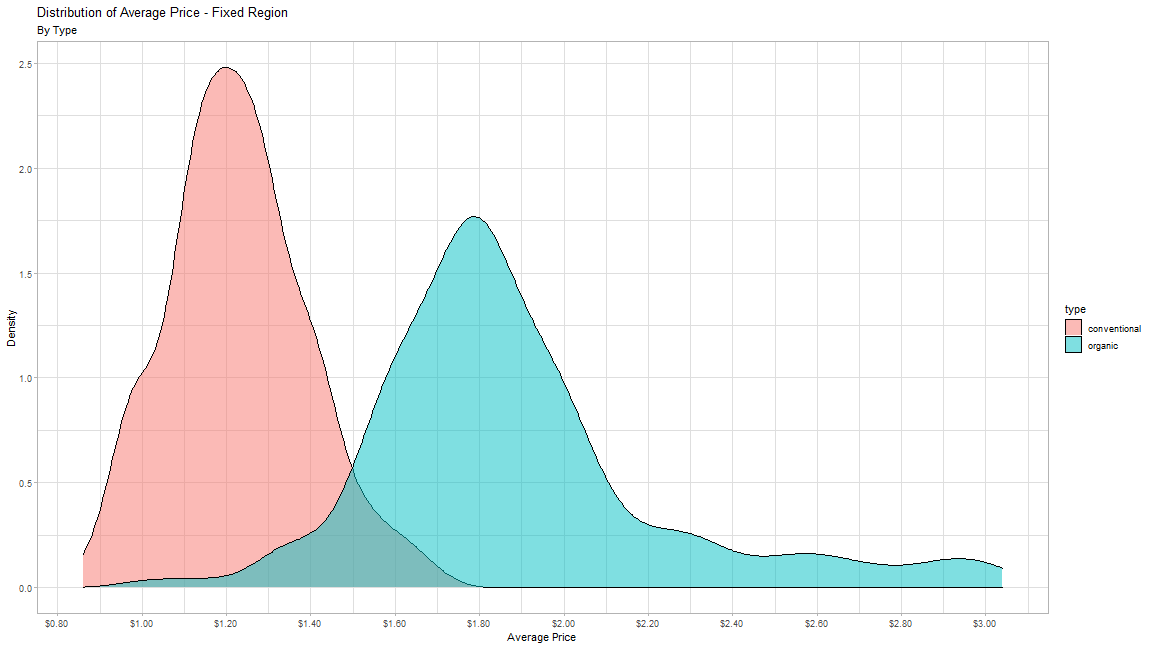 Distribution of Average Price - Fixed Region
By Type
2.5
2.0
1.5
1.0
0.5
0.0
Density
$0.80 $1.00 $1.20 $1.40 $1.60 $1.80 $2.00 $2.20 $2.40 $2.60 $2.80 $3.00
Average Price
type
conventional
organic